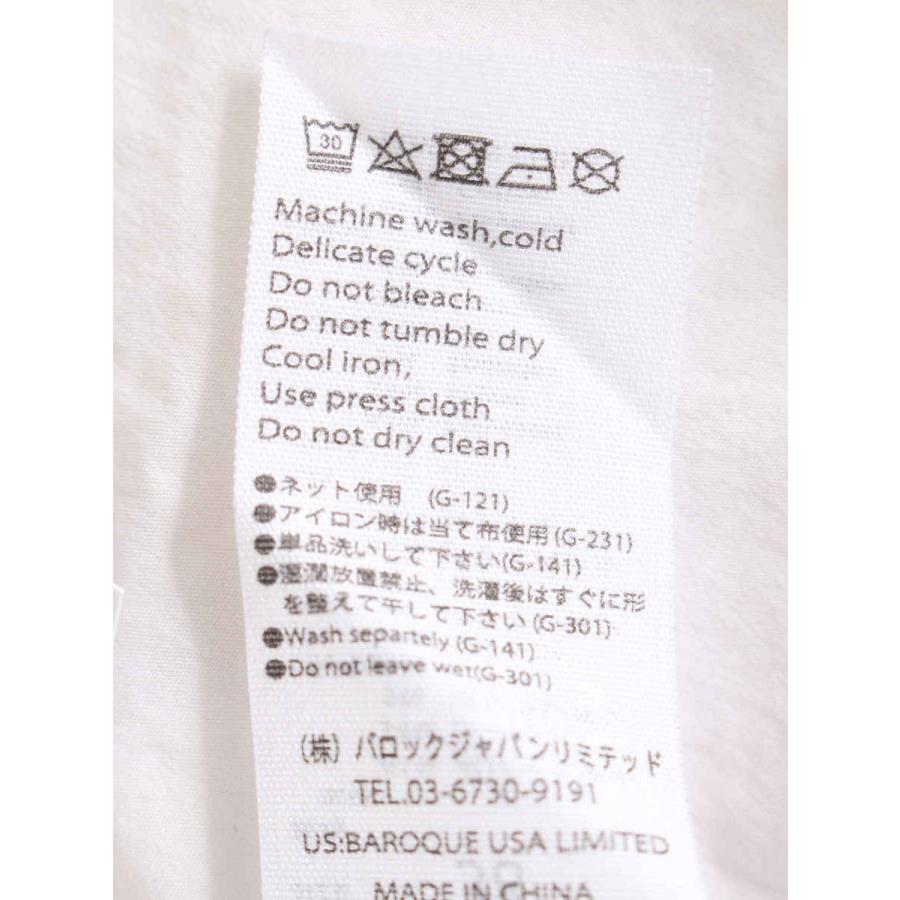 30
Machine wash,cold
Delicate cycle
Do not bleach
Do not tumble dry
Cool iron,
Use press cloth
Do not dry clean
●ネット使用 (G-121)
●アイロン時は当て布使用(G-231)
●単品洗いして下さい(G-141)
●湿潤放置禁止、洗濯後はすぐに形
を整えて干して下さい(G-301)
●Wash separtely (G-141)
●Do not leave wet(G-301)
(株) バロックジャパンリミテッド
TEL.03-6730-9191
US:BAROQUE USA LIMITED
MADE IN CHINA